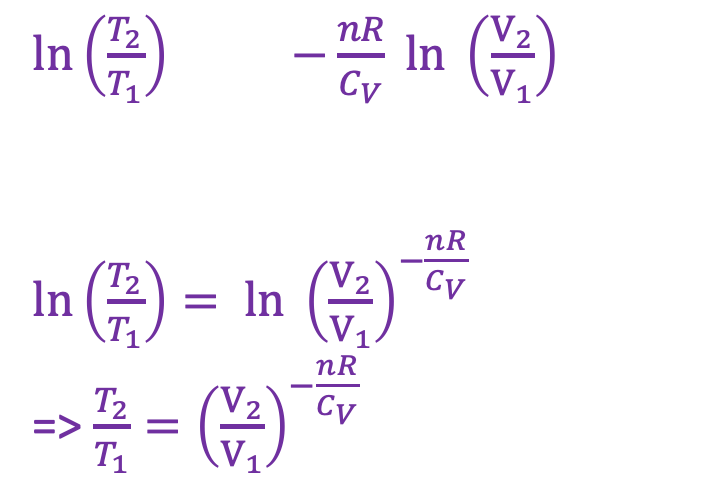 ln (T₂/T₁)   − nR/C_V ln (V₂/V₁)
ln (T₂/T₁) = ln (V₂/V₁)^(−nR/C_V)
=> T₂/T₁ = (V₂/V₁)^(−nR/C_V)